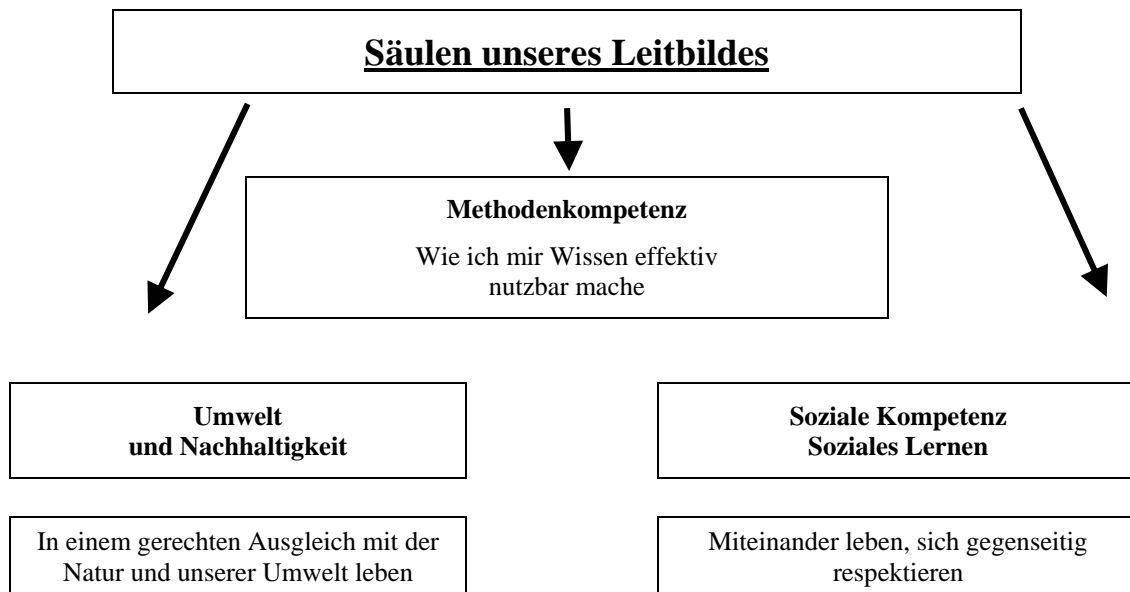 Säulen unseres Leitbildes
Methodenkompetenz
Wie ich mir Wissen effektiv
nutzbar mache
Umwelt
und Nachhaltigkeit
In einem gerechten Ausgleich mit der
Natur und unserer Umwelt leben
Soziale Kompetenz
Soziales Lernen
Miteinander leben, sich gegenseitig
respektieren